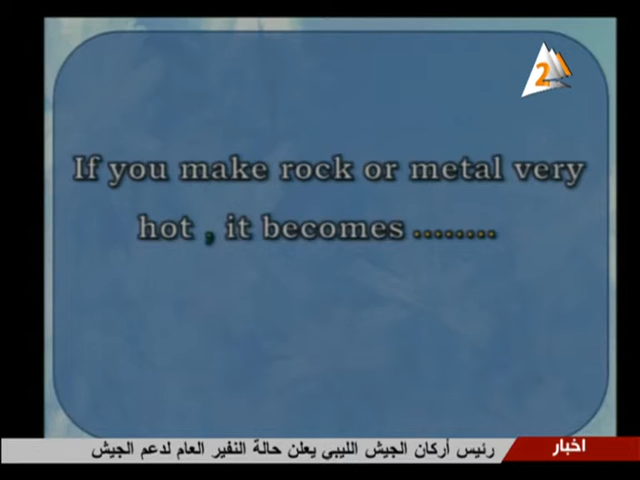 2
If you make rock or metal very
hot , it becomes ........
اخبار
رئيس أركان الجيش الليبي يعلن حالة النفير العام لدعم الجيش